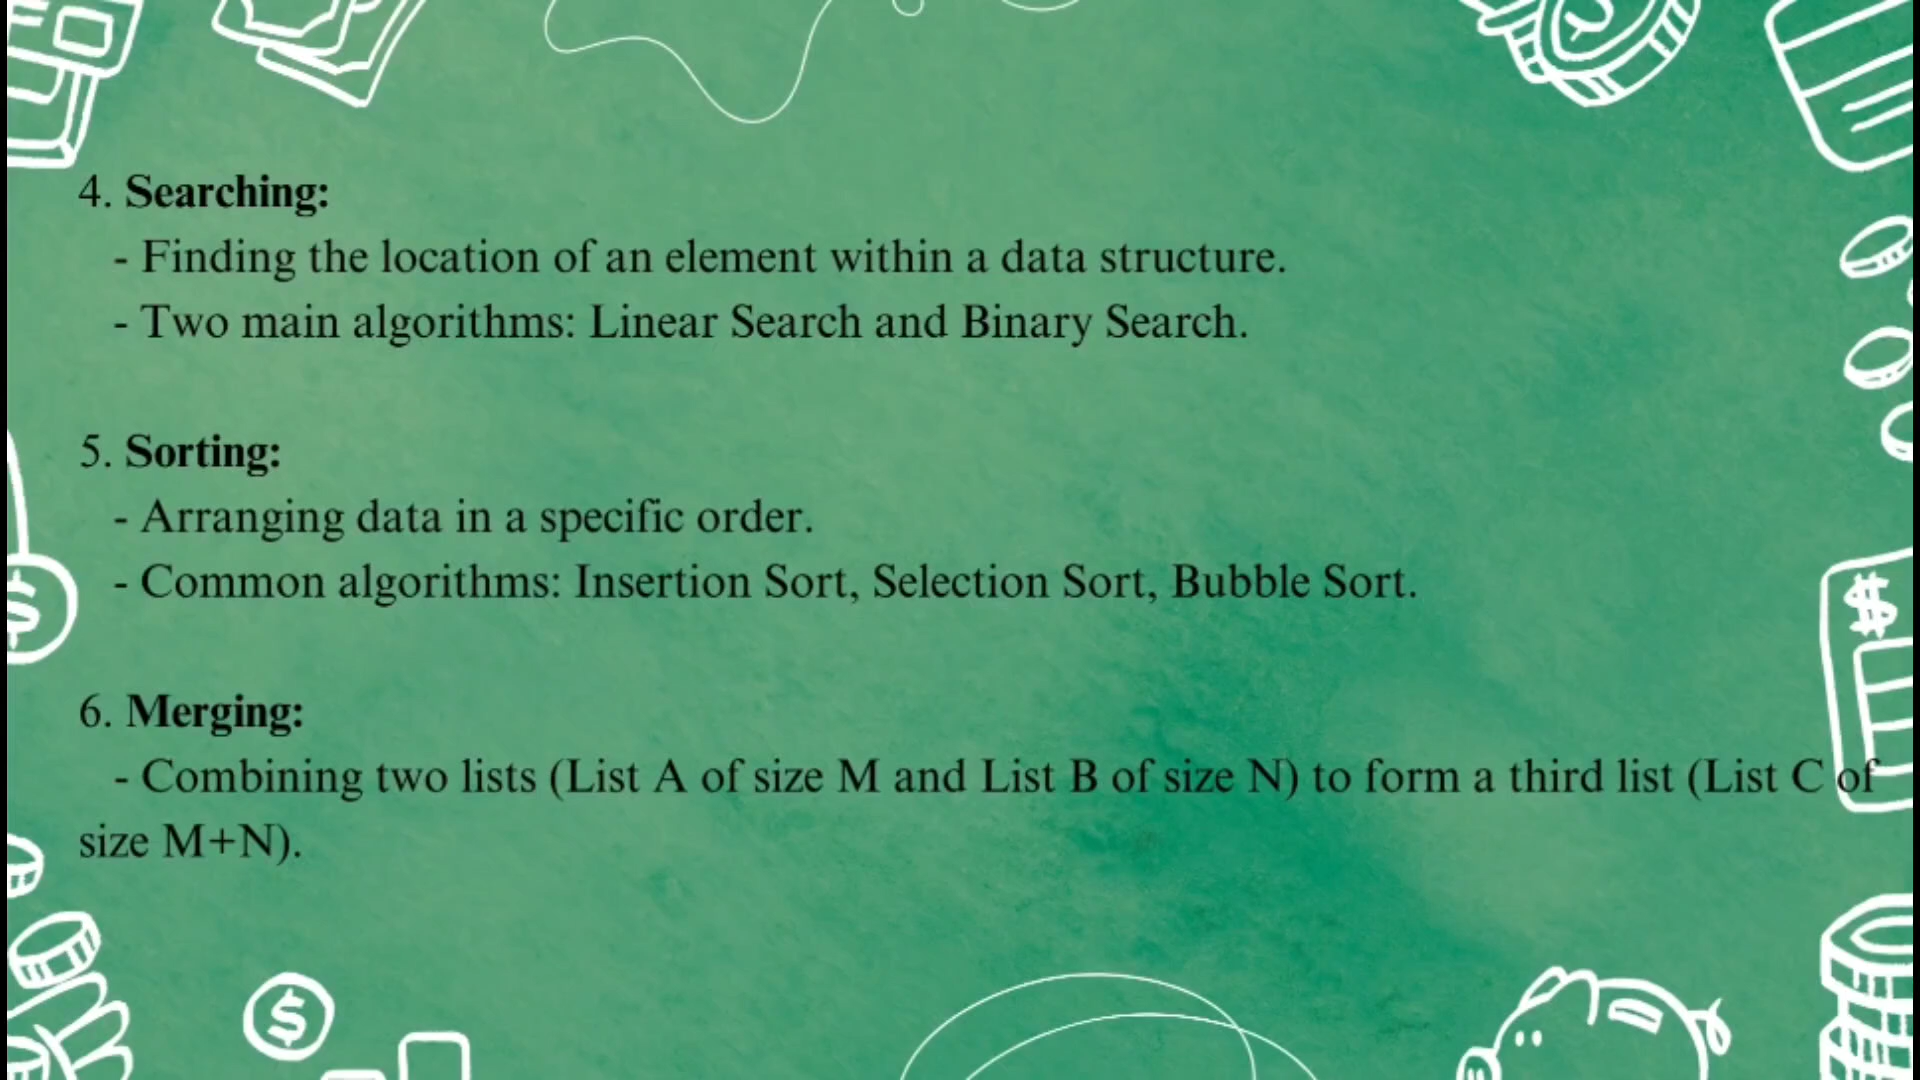 4. Searching:
- Finding the location of an element within a data structure.
- Two main algorithms: Linear Search and Binary Search.
5. Sorting:
- Arranging data in a specific order.
- Common algorithms: Insertion Sort, Selection Sort, Bubble Sort.
6. Merging:
- Combining two lists (List A of size M and List B of size N) to form a third list (List C of
size M+N).
$
$
$